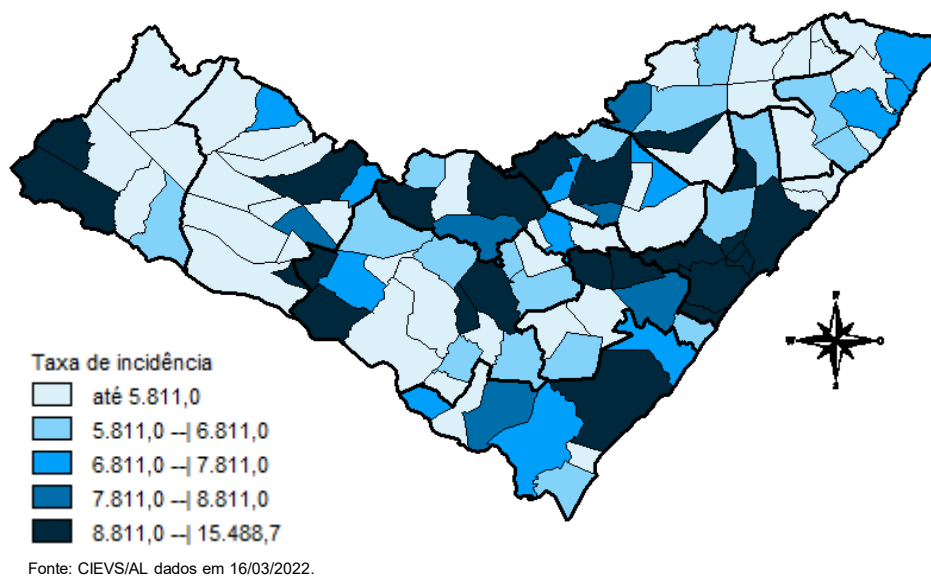 Taxa de incidência
até 5.811,0
5.811,0 --| 6.811,0
6.811,0 --| 7.811,0
7.811,0 --| 8.811,0
8.811,0 --| 15.488,7
Fonte: CIEVS/AL dados em 16/03/2022.